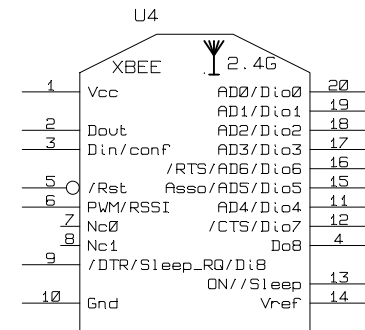 U4
XBEE 2.4G
1 Vcc AD0/Dio0 20
AD1/Dio1 19
2 Dout AD2/Dio2 18
3 Din/conf AD3/Dio3 17
/RTS/AD6/Dio6 16
5 /Rst Asso/AD5/Dio5 15
6 PWM/RSSI AD4/Dio4 11
7 Nc0 /CTS/Dio7 12
8 Nc1 Do8 4
9 /DTR/Sleep_RQ/Di8
ON//Sleep 13
10 Gnd Vref 14